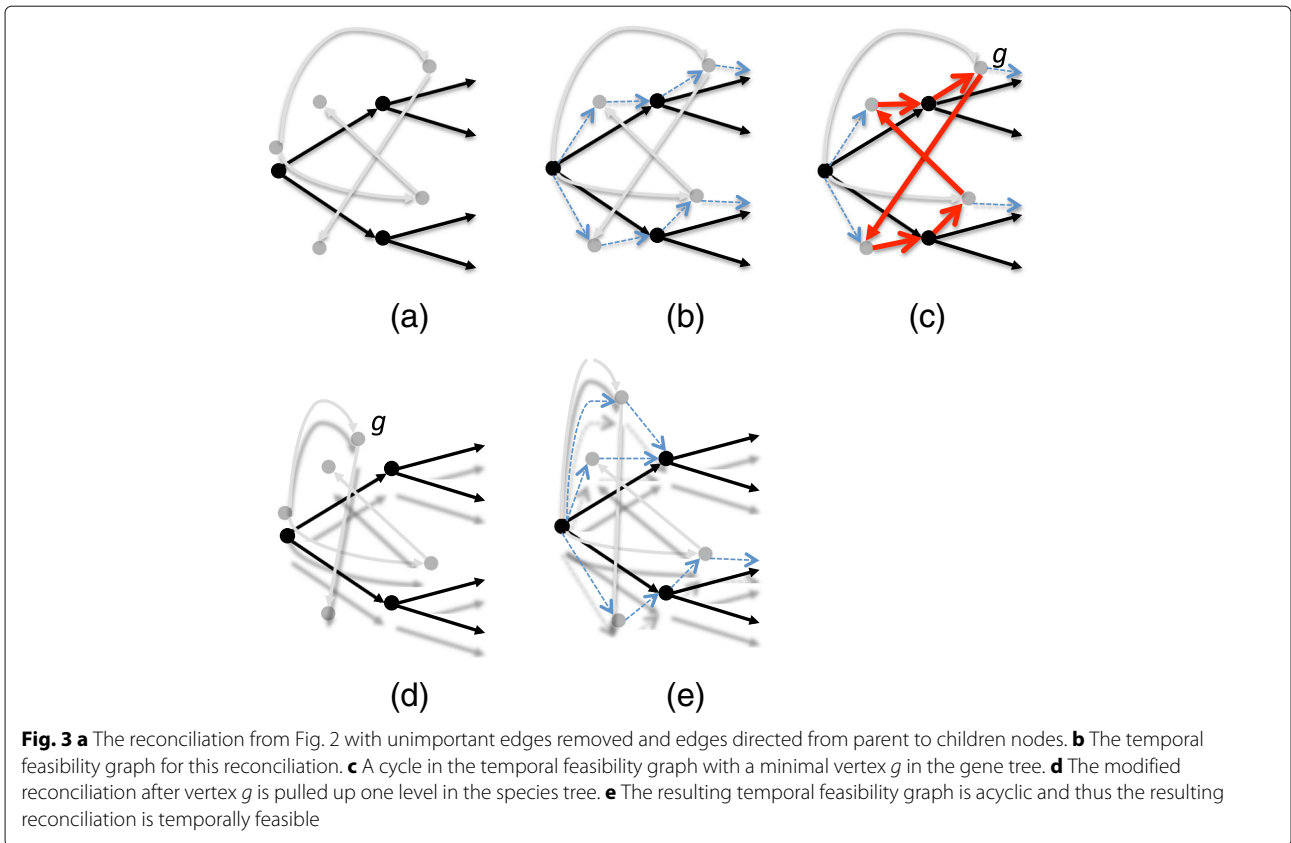 g
(a)
(b)
(c)
g
(d)
(e)
Fig. 3 a The reconciliation from Fig. 2 with unimportant edges removed and edges directed from parent to children nodes. b The temporal
feasibility graph for this reconciliation. c A cycle in the temporal feasibility graph with a minimal vertex g in the gene tree. d The modified
reconciliation after vertex g is pulled up one level in the species tree. e The resulting temporal feasibility graph is acyclic and thus the resulting
reconciliation is temporally feasible